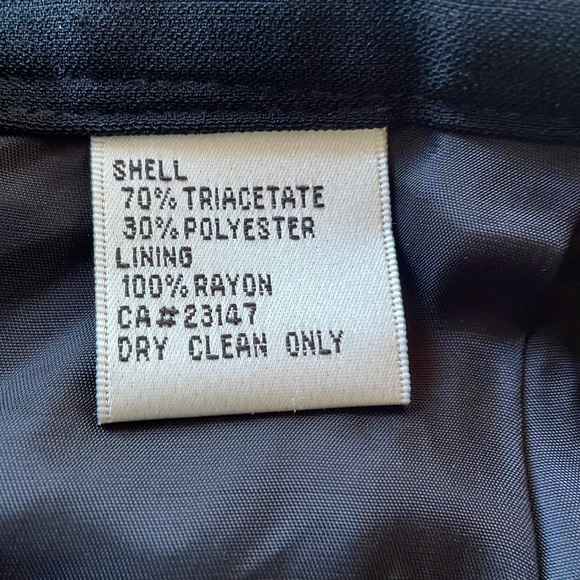 SHELL
70% TRIACETATE
30% POLYESTER
LINING
100% RAYON
CA#23147
DRY CLEAN ONLY